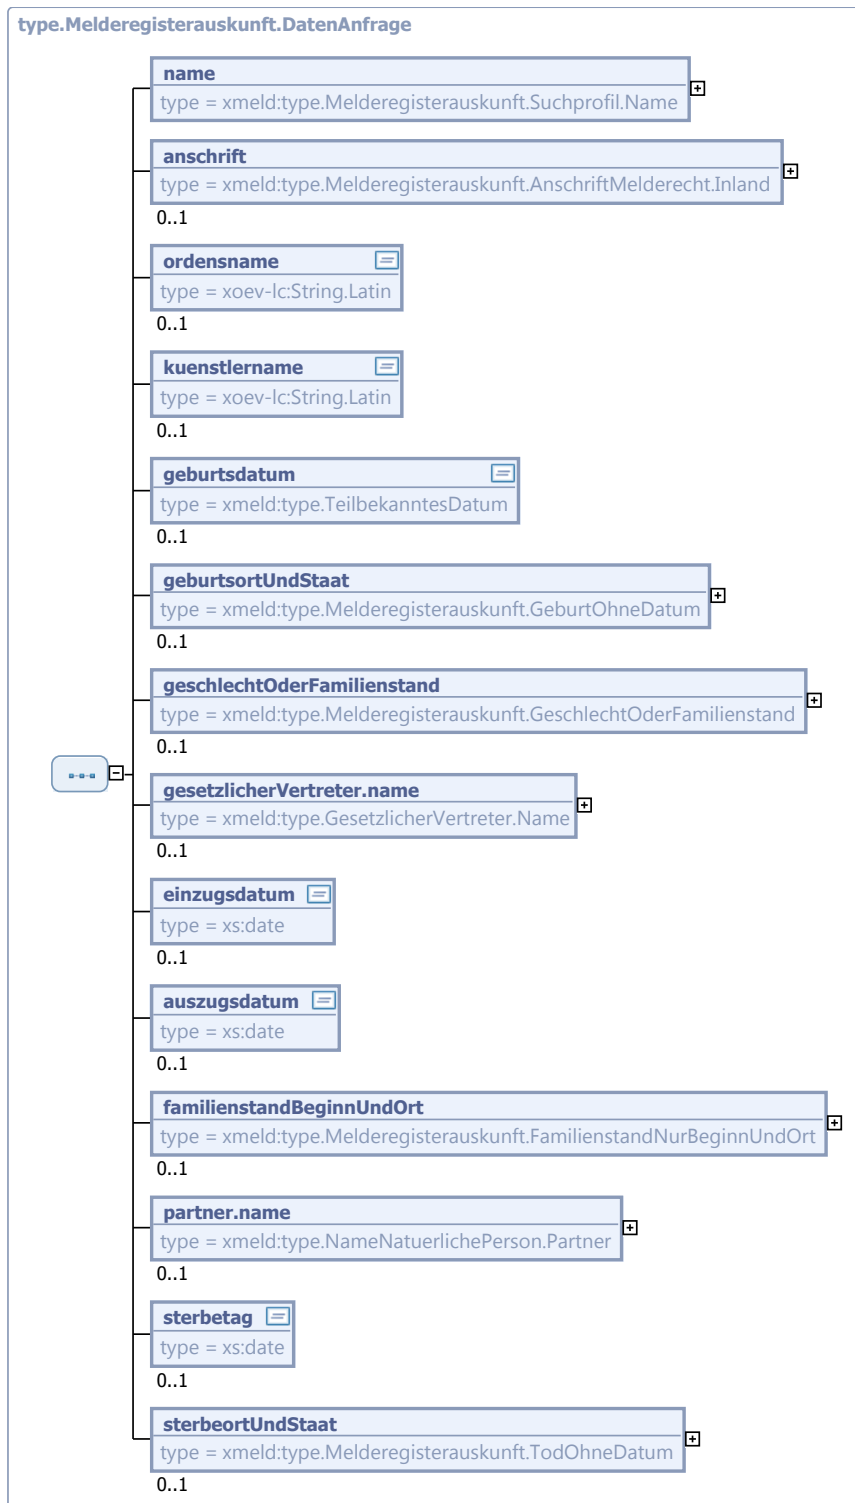 type.Melderegisterauskunft.DatenAnfrage
name
type = xmeld:type.Melderegisterauskunft.Suchprofil.Name
anschrift
type = xmeld:type.Melderegisterauskunft.AnschriftMelderecht.Inland
0..1
ordensname
type = xoev-lc:String.Latin
0..1
kuenstlername
type = xoev-lc:String.Latin
0..1
geburtsdatum
type = xmeld:type.TeilbekanntesDatum
0..1
geburtsortUndStaat
type = xmeld:type.Melderegisterauskunft.GeburtOhneDatum
0..1
geschlechtOderFamilienstand
type = xmeld:type.Melderegisterauskunft.GeschlechtOderFamilienstand
0..1
gesetzlicherVertreter.name
type = xmeld:type.GesetzlicherVertreter.Name
0..1
einzugsdatum
type = xs:date
0..1
auszugsdatum
type = xs:date
0..1
familienstandBeginnUndOrt
type = xmeld:type.Melderegisterauskunft.FamilienstandNurBeginnUndOrt
0..1
partner.name
type = xmeld:type.NameNatuerlichePerson.Partner
0..1
sterbetag
type = xs:date
0..1
sterbeortUndStaat
type = xmeld:type.Melderegisterauskunft.TodOhneDatum
0..1